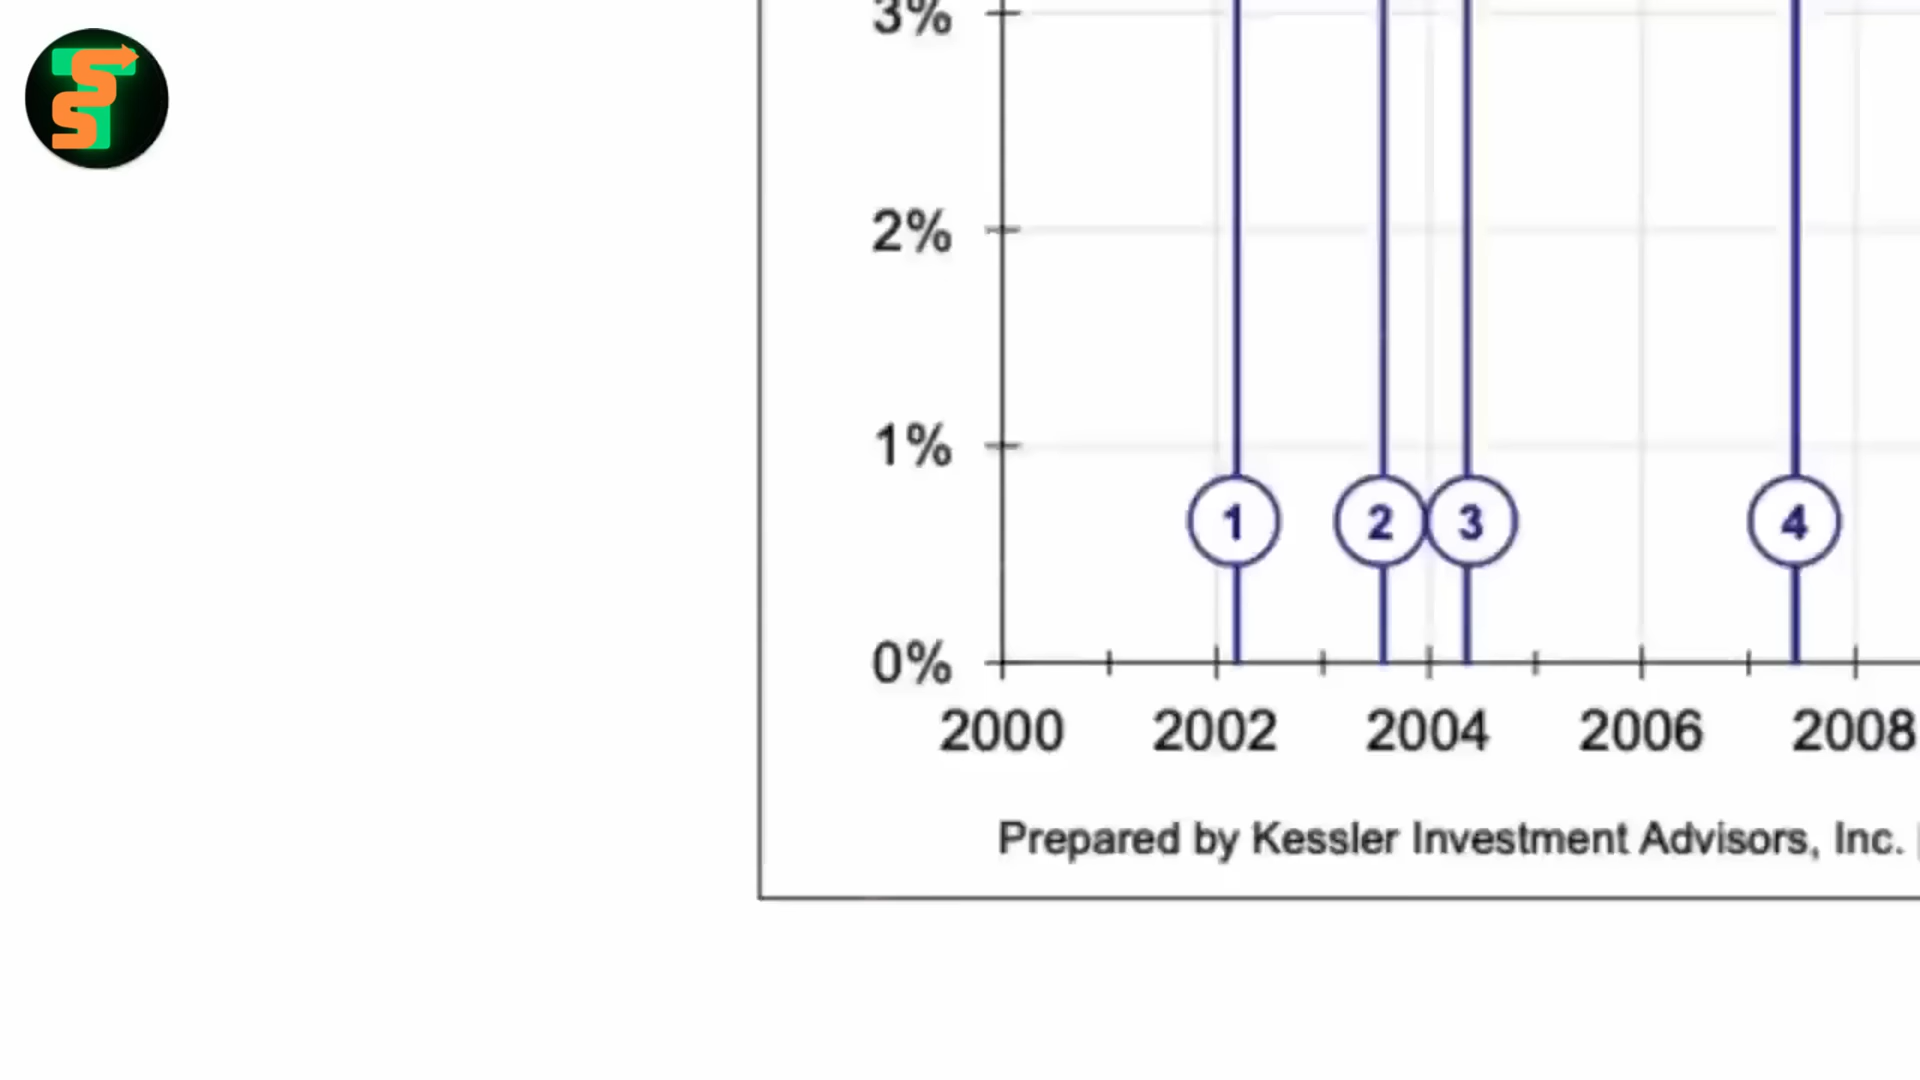 3%
2%
1%
1 2 3 4
0%
2000 2002 2004 2006 2008
Prepared by Kessler Investment Advisors, Inc.